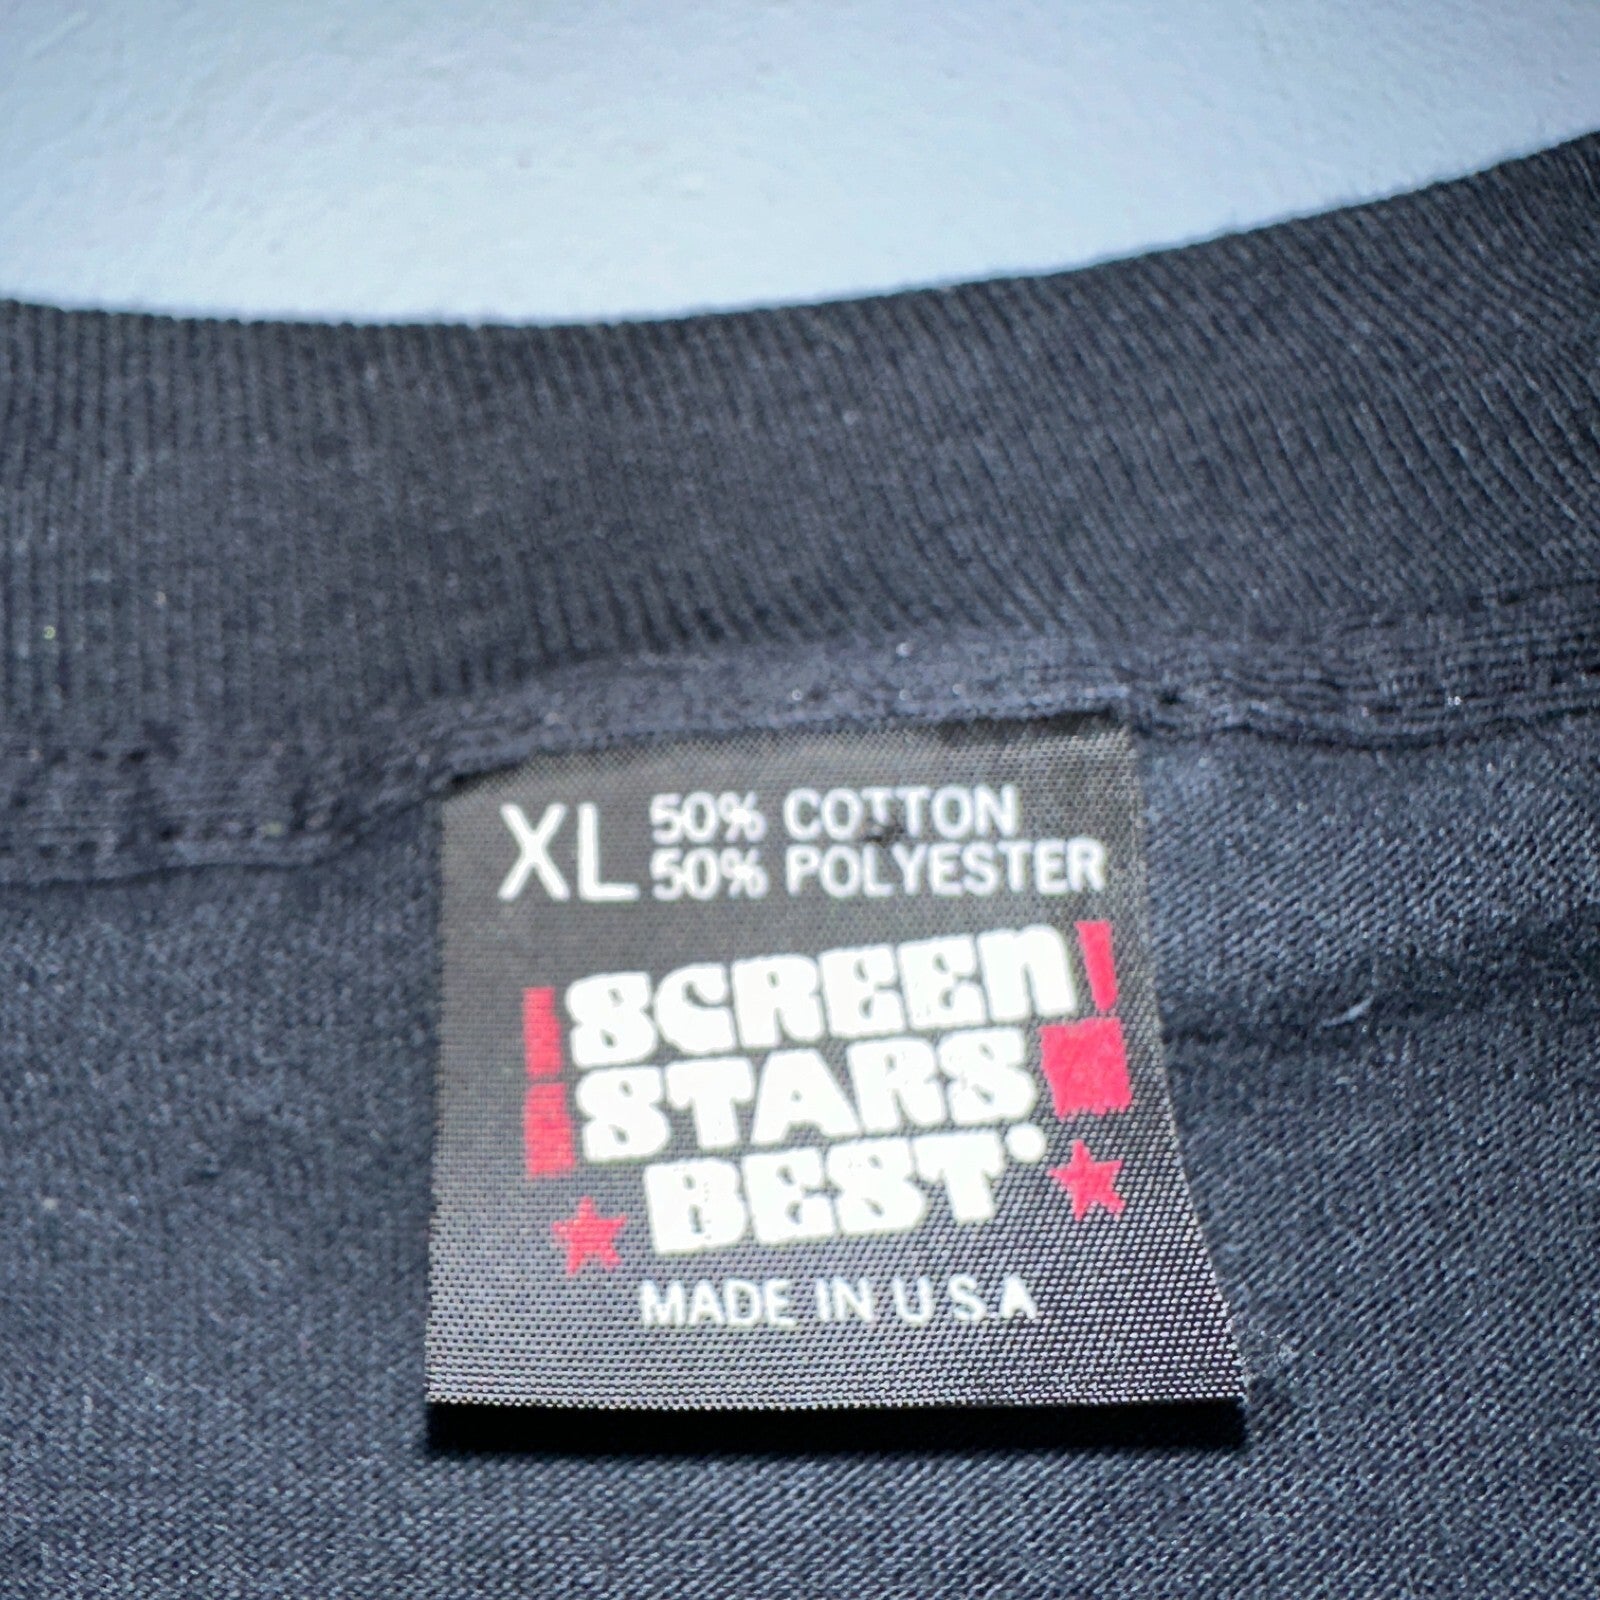 XL 50% COTTON
50% POLYESTER
SCREEN
STARS
BEST
MADE IN U S A